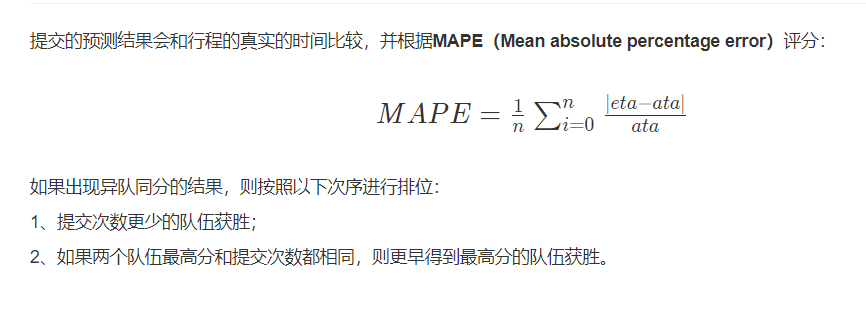 提交的预测结果会和行程的真实的时间比较，并根据MAPE（Mean absolute percentage error）评分：
MAPE = \frac{1}{n} \sum_{i=0}^{n} \frac{|eta-ata|}{ata}
如果出现异队同分的结果，则按照以下次序进行排位：
1、提交次数更少的队伍获胜；
2、如果两个队伍最高分和提交次数都相同，则更早得到最高分的队伍获胜。